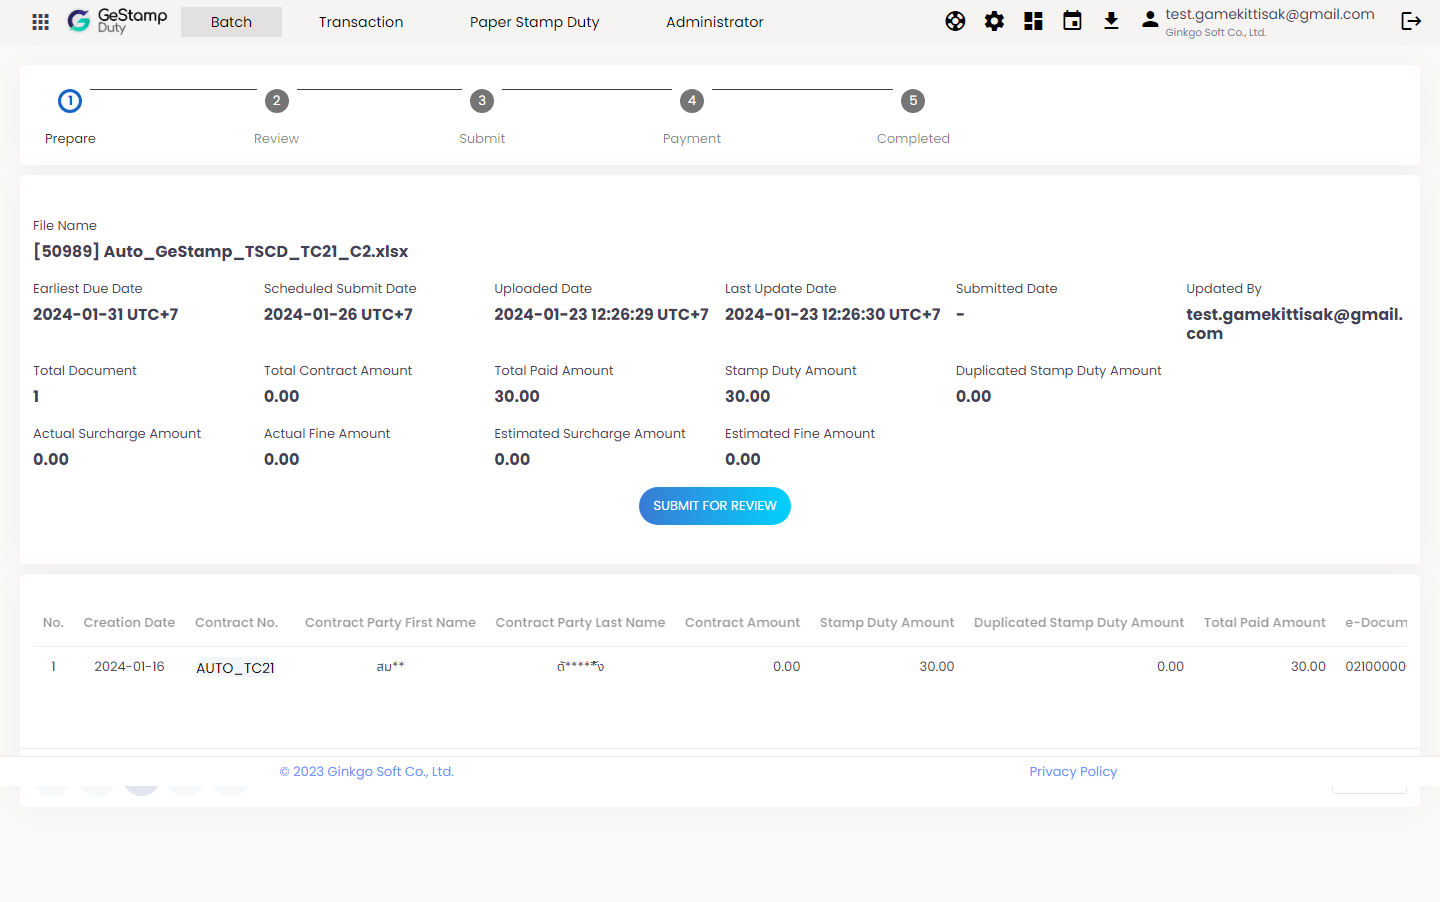 GeStamp
Duty
Batch
Transaction
Paper Stamp Duty
Administrator
test.gamekittisak@gmail.com
Ginkgo Soft Co., Ltd.
1
2
3
4
5
Prepare
Review
Submit
Payment
Completed
File Name
[50989] Auto_GeStamp_TSCD_TC21_C2.xlsx
Earliest Due Date
2024-01-31 UTC+7
Scheduled Submit Date
2024-01-26 UTC+7
Uploaded Date
2024-01-23 12:26:29 UTC+7
Last Update Date
2024-01-23 12:26:30 UTC+7
Submitted Date
-
Updated By
test.gamekittisak@gmail.
com
Total Document
1
Total Contract Amount
0.00
Total Paid Amount
30.00
Stamp Duty Amount
30.00
Duplicated Stamp Duty Amount
0.00
Actual Surcharge Amount
0.00
Actual Fine Amount
0.00
Estimated Surcharge Amount
0.00
Estimated Fine Amount
0.00
SUBMIT FOR REVIEW
No. Creation Date Contract No. Contract Party First Name Contract Party Last Name Contract Amount Stamp Duty Amount Duplicated Stamp Duty Amount Total Paid Amount e-Docum
1 2024-01-16 AUTO_TC21 สม** 0.00 30.00 0.00 30.00 02100000
© 2023 Ginkgo Soft Co., Ltd.
Privacy Policy